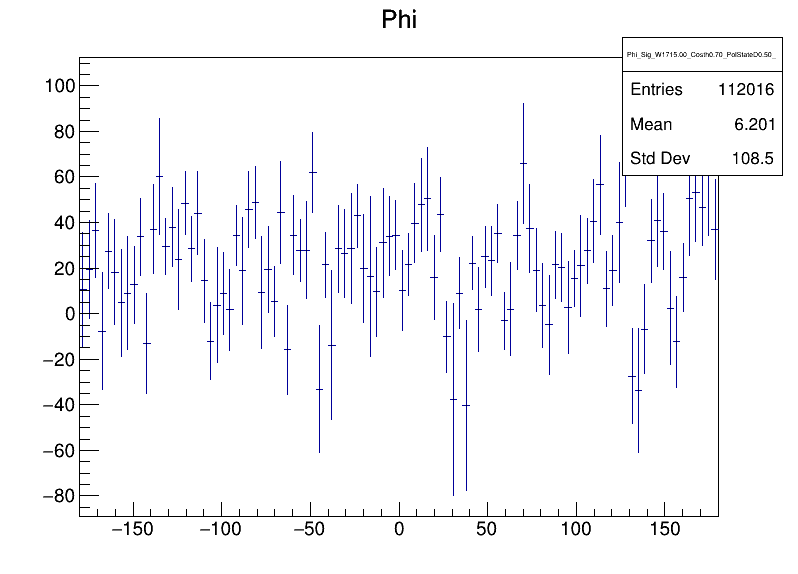 Phi
Phi_Sig_W1715.00_Costh0.70_PolStateD0.50_
Entries 112016
Mean 6.201
Std Dev 108.5
100
80
60
40
20
0
−20
−40
−60
−80
−150 −100 −50 0 50 100 150